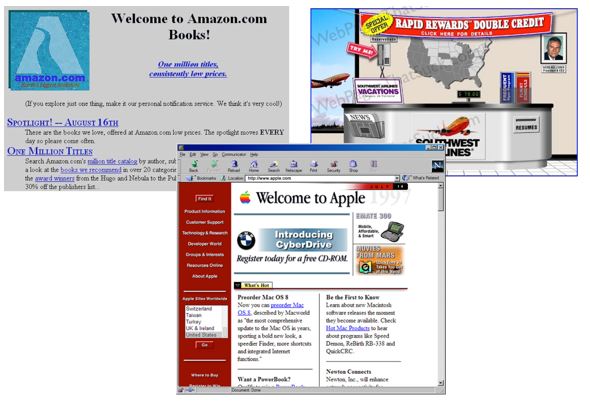 Welcome to Amazon.com
Books!
amazon.com
One million titles,
consistently low prices.
(If you explore just one thing, make it our personal notification service. We think it's very cool!)
SPOTLIGHT! -- AUGUST 16TH
There are the books we love, offered at Amazon.com low prices. The spotlight moves EVERY
day so please come often.
ONE MILLION TITLES
Search Amazon.com's million title catalog by author, sub
a look at the books we recommend in over 20 categori
the award winners from the Hugo and Nebula to the Pul
30% off the publishers list...
SPECIAL OFFER
RAPID REWARDS DOUBLE CREDIT
CLICK HERE FOR DETAILS
TRY ME!
Reservations
SOUTHWEST AIRLINES
VACATIONS
NEWS
SOUTHWEST
AIRLINES
RESUMES
File Edit View Go Communicator Help
Back Reload Home Search Netscape Print Security Stop
Bookmarks Location: http://www.apple.com What's Related
JULY 14
1997
Find It
Product Information
Customer Support
Technology & Research
Developer World
Groups & Interests
Resources Online
About Apple
Apple Sites Worldwide
Switzerland
Taiwan
Turkey
UK & Ireland
United States
Go
Where to Buy
Welcome to Apple
Introducing
CyberDrive
Register today for a free CD-ROM.
EMATE 300
Mobile,
Affordable,
& Smart
MOVIES
FROM MARS
What's Hot
Preorder Mac OS 8
Now you can preorder Mac
OS 8, described by Macworld
as "the most comprehensive
update to the Mac OS in years,
sporting a bold new look, a
speedier Finder, more shortcuts
and integrated Internet
functions."
Want a PowerBook?
Be the First to Know
Learn about new Macintosh
software releases the moment
they become available. Check
Hot Mac Products to hear
about programs like Speed
Demon, ReBirth RB-338 and
QuickCRC.
Newton Connects
Newton, Inc., will enhance
Document: Done